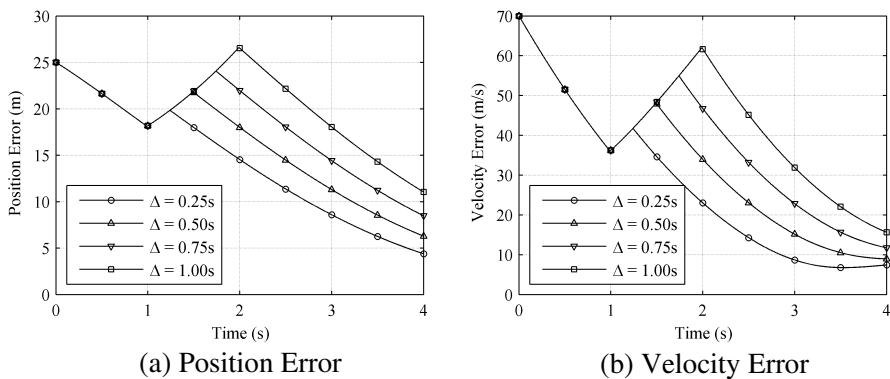 30
25
20
15
10
5
0
Position Error (m)
Δ = 0.25s
Δ = 0.50s
Δ = 0.75s
Δ = 1.00s
0 1 2 3 4
Time (s)
(a) Position Error
70
60
50
40
30
20
10
0
Velocity Error (m/s)
Δ = 0.25s
Δ = 0.50s
Δ = 0.75s
Δ = 1.00s
0 1 2 3 4
Time (s)
(b) Velocity Error